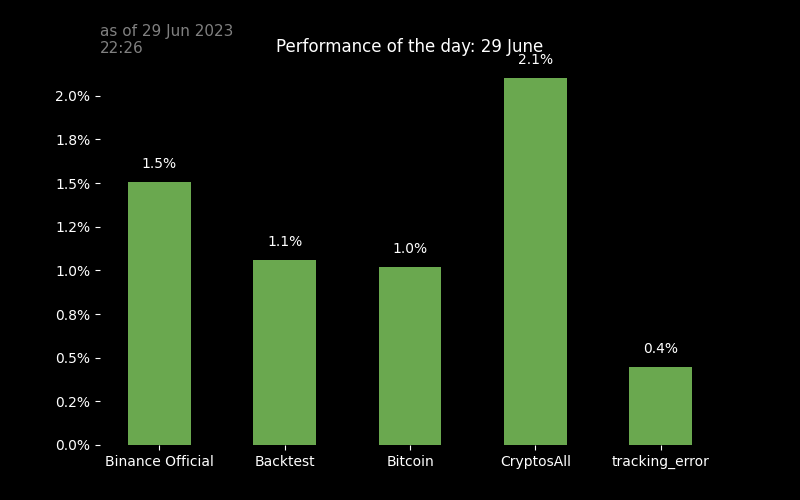 as of 29 Jun 2023
22:26
Performance of the day: 29 June
2.1%
2.0%
1.8%
1.5%
1.5%
1.2%
1.1%
1.0%
1.0%
0.8%
0.5%
0.4%
0.2%
0.0%
Binance Official
Backtest
Bitcoin
CryptosAll
tracking_error